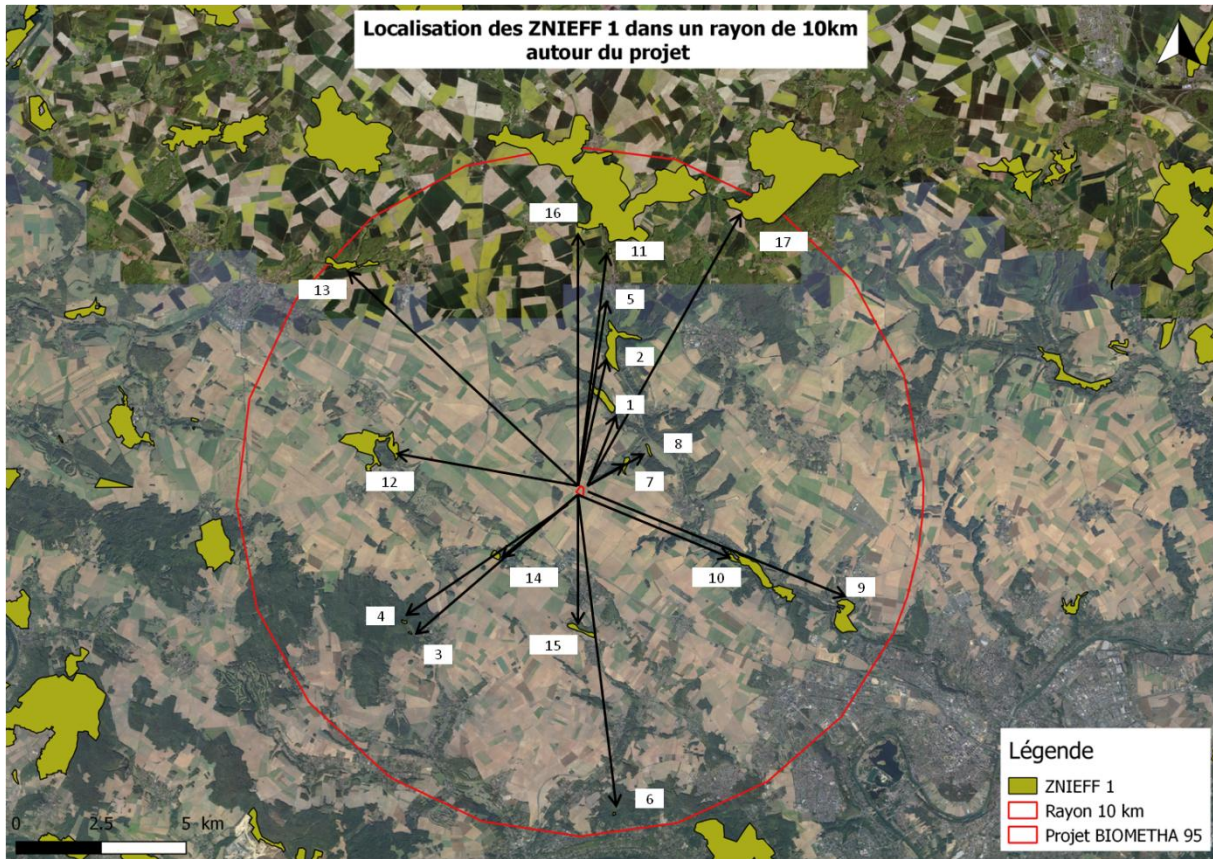 Localisation des ZNIEFF 1 dans un rayon de 10km
autour du projet
16
17
11
13
5
2
1
8
12
7
14
10
9
4
15
3
6
Légende
ZNIEFF 1
Rayon 10 km
Projet BIOMETHA 95
0 2.5 5 km